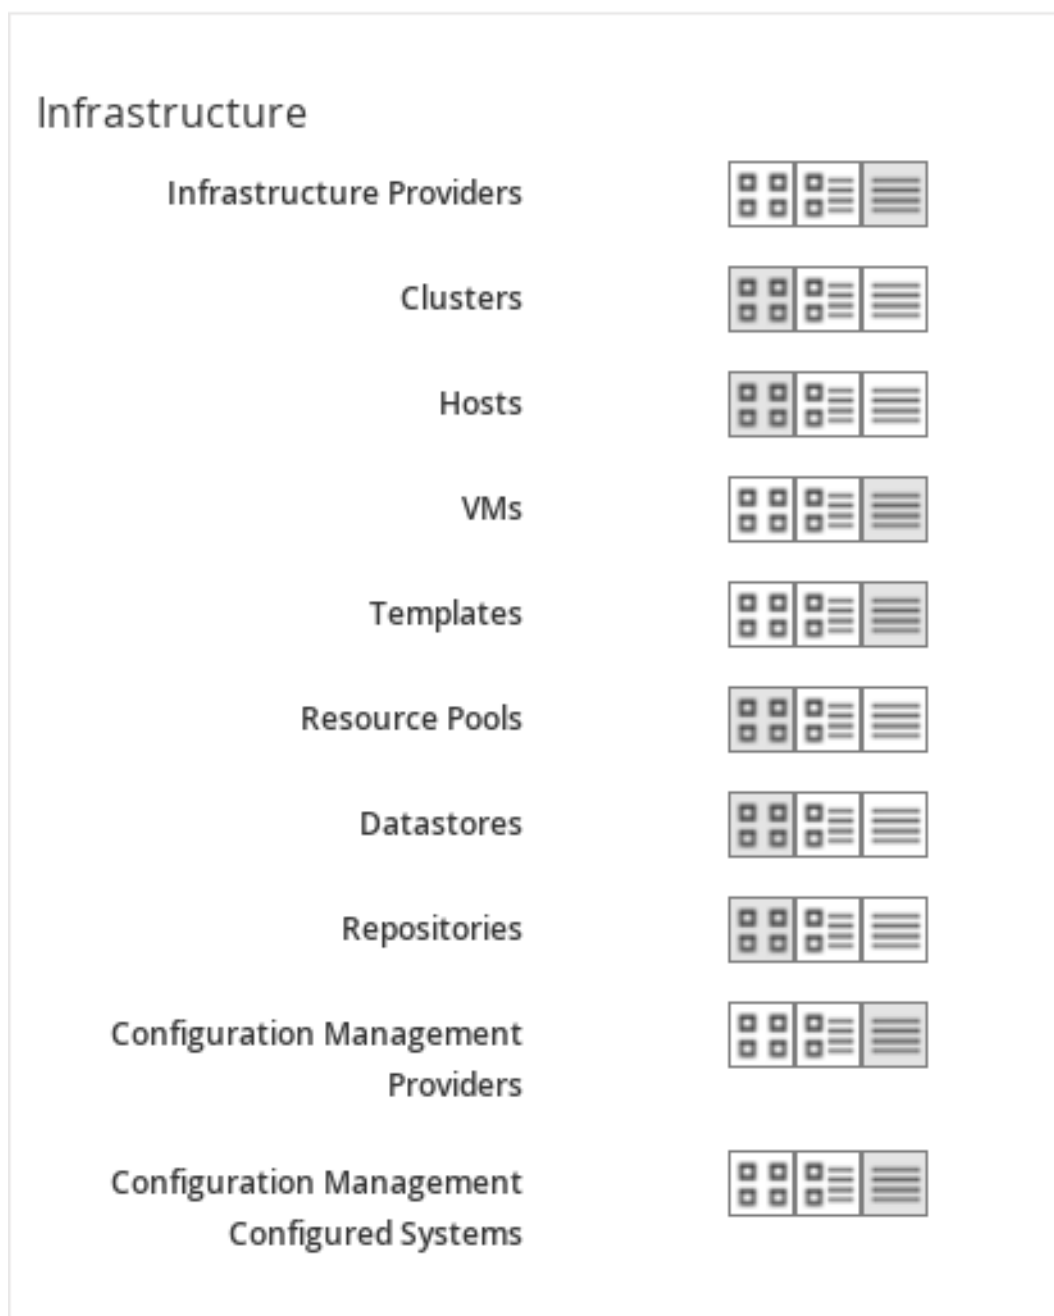 Infrastructure
Infrastructure Providers
Clusters
Hosts
VMs
Templates
Resource Pools
Datastores
Repositories
Configuration Management
Providers
Configuration Management
Configured Systems